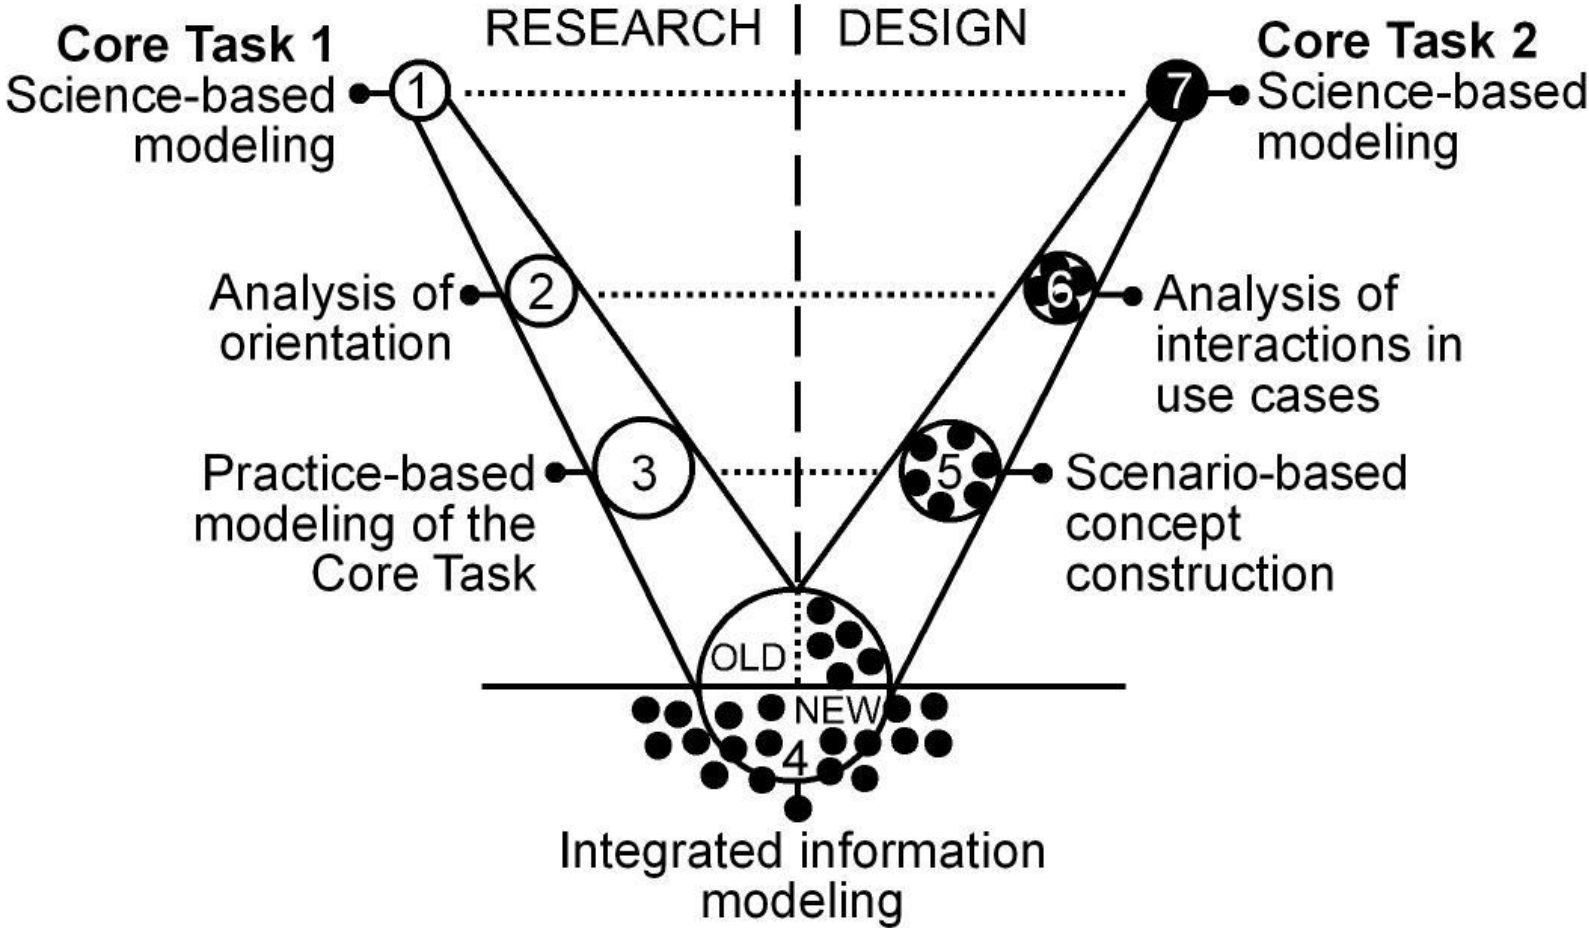 RESEARCH
DESIGN
Core Task 1
Science-based
modeling
1
7
Core Task 2
Science-based
modeling
Analysis of
orientation
2
6
Analysis of
interactions in
use cases
Practice-based
modeling of the
Core Task
3
5
Scenario-based
concept
construction
OLD
NEW
4
Integrated information
modeling